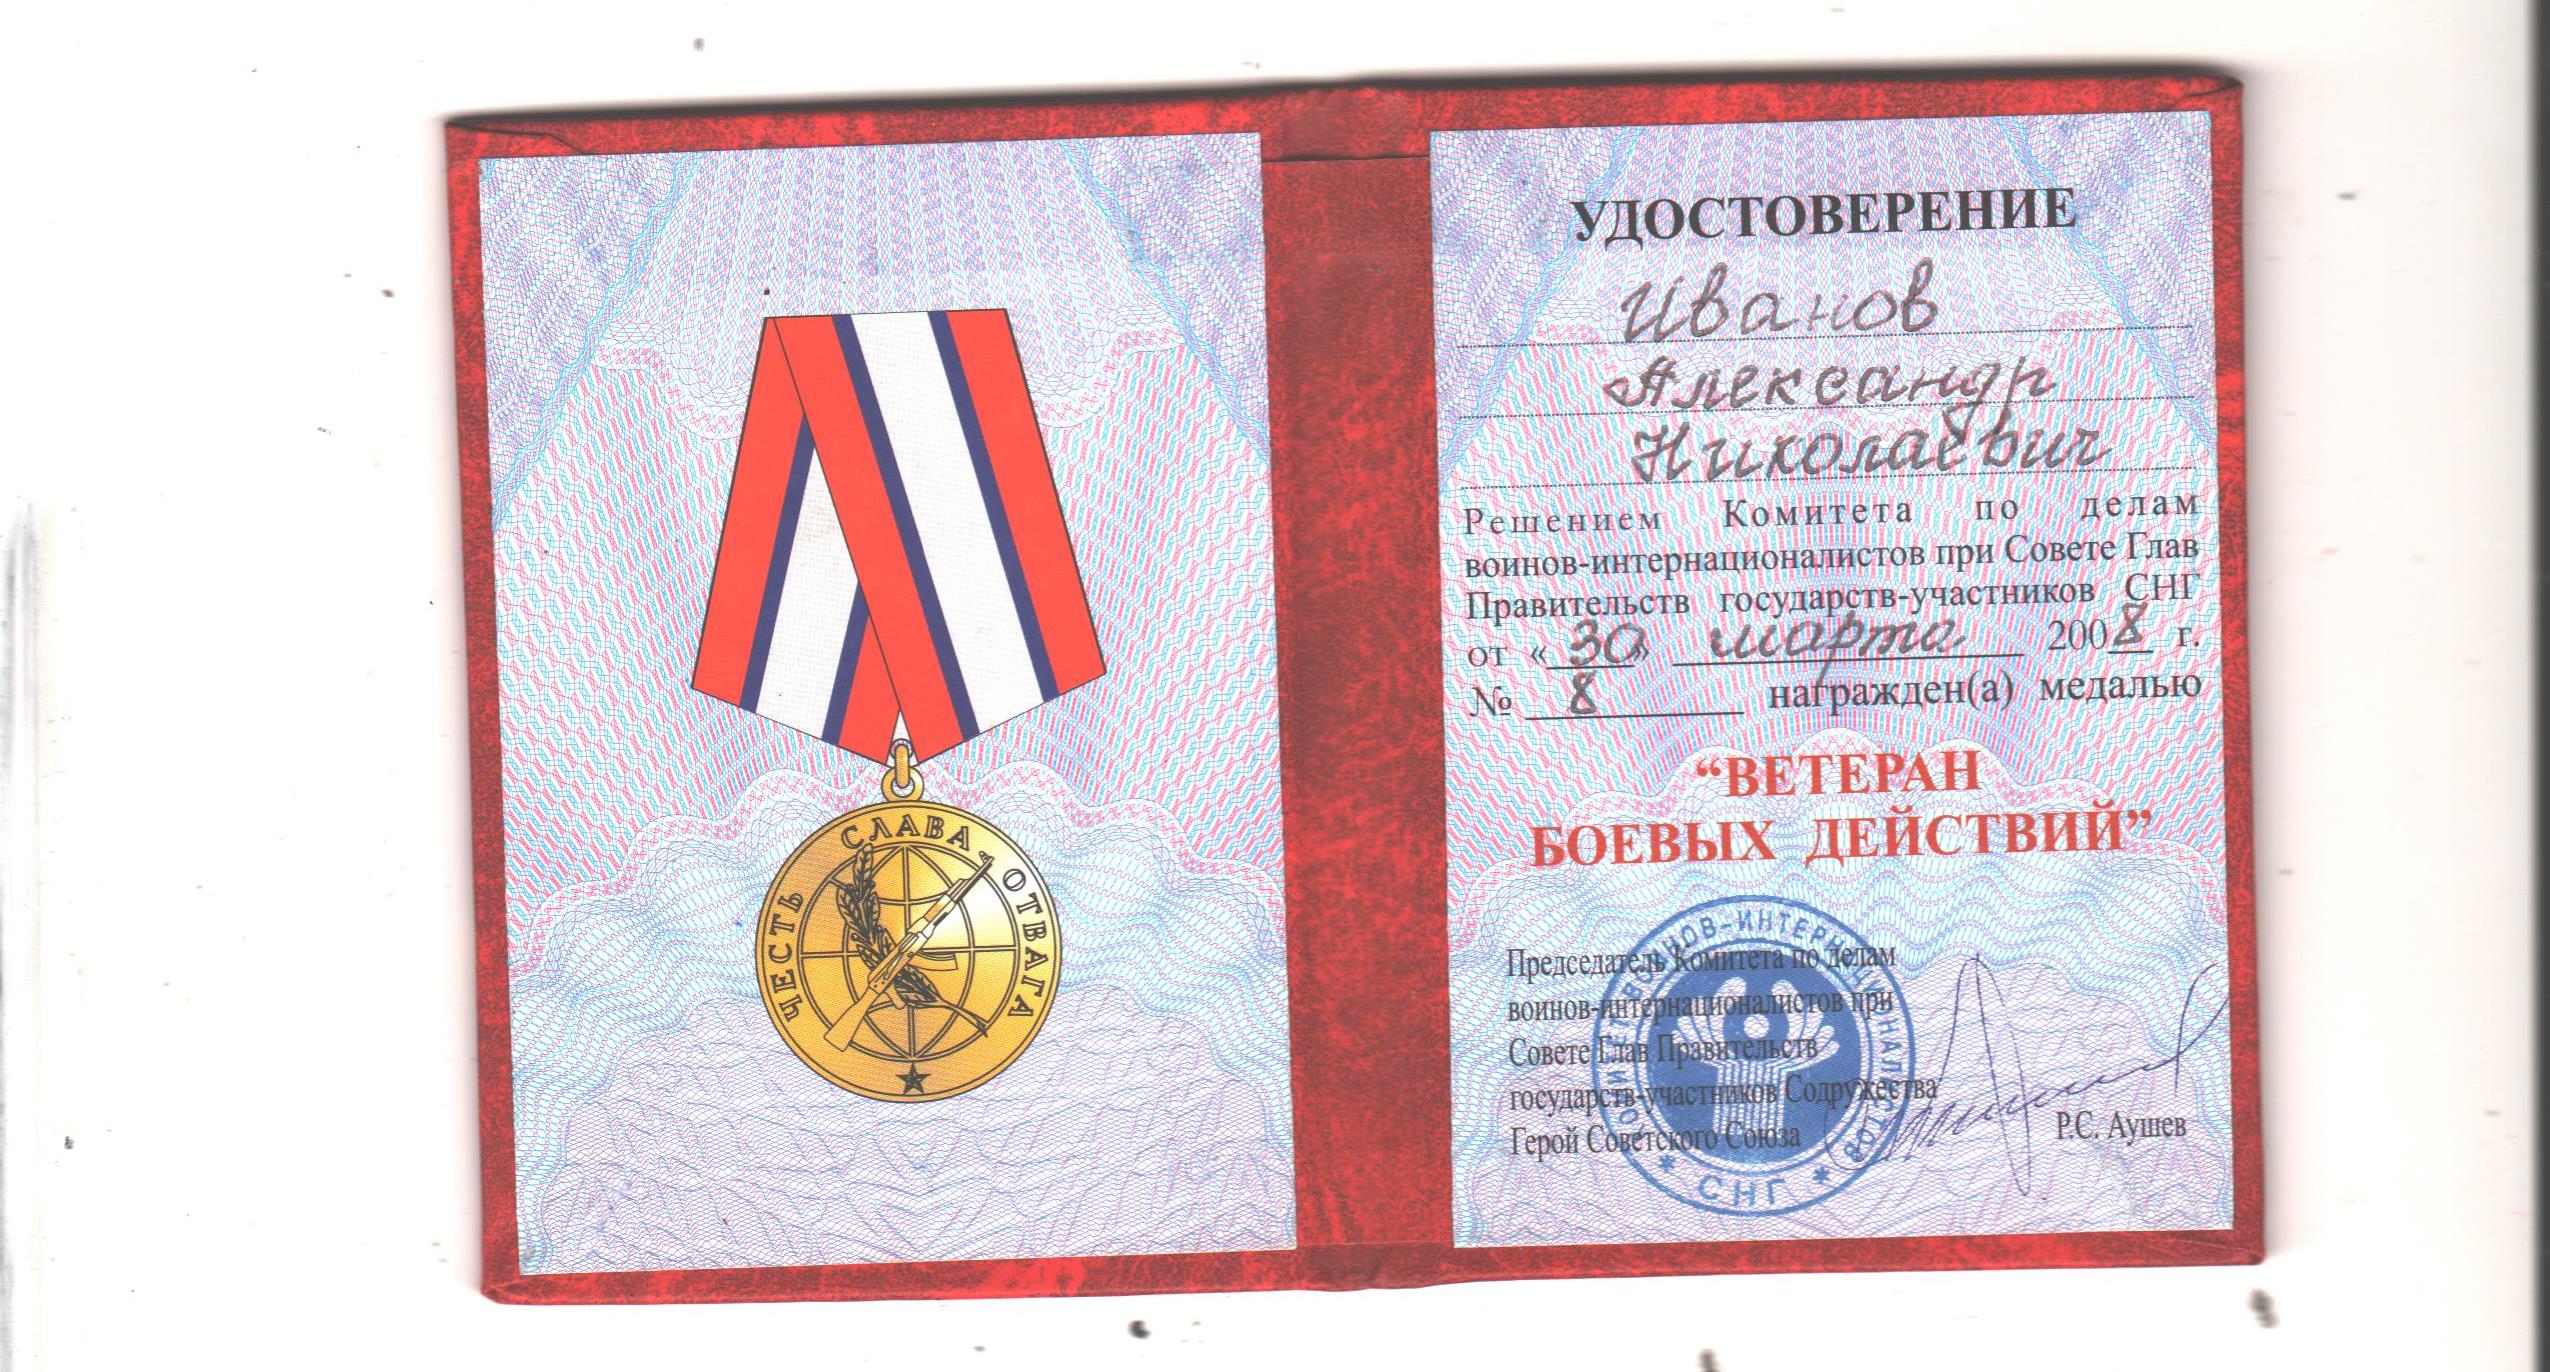 ЧЕСТЬ СЛАВА ОТВАГА
УДОСТОВЕРЕНИЕ
Иванов
Александр
Николаевич
Решением Комитета по делам
воинов-интернационалистов при Совете Глав
Правительств государств-участников СНГ
от «30» марта 2008 г.
№ 8 награжден(а) медалью
“ВЕТЕРАН
БОЕВЫХ ДЕЙСТВИЙ”
Председатель Комитета по делам
воинов-интернационалистов при
Совете Глав Правительств
государств-участников Содружества
Герой Советского Союза
Р.С. Аушев
ВОИНОВ-ИНТЕРНАЦИОНАЛИСТОВ
* СНГ *